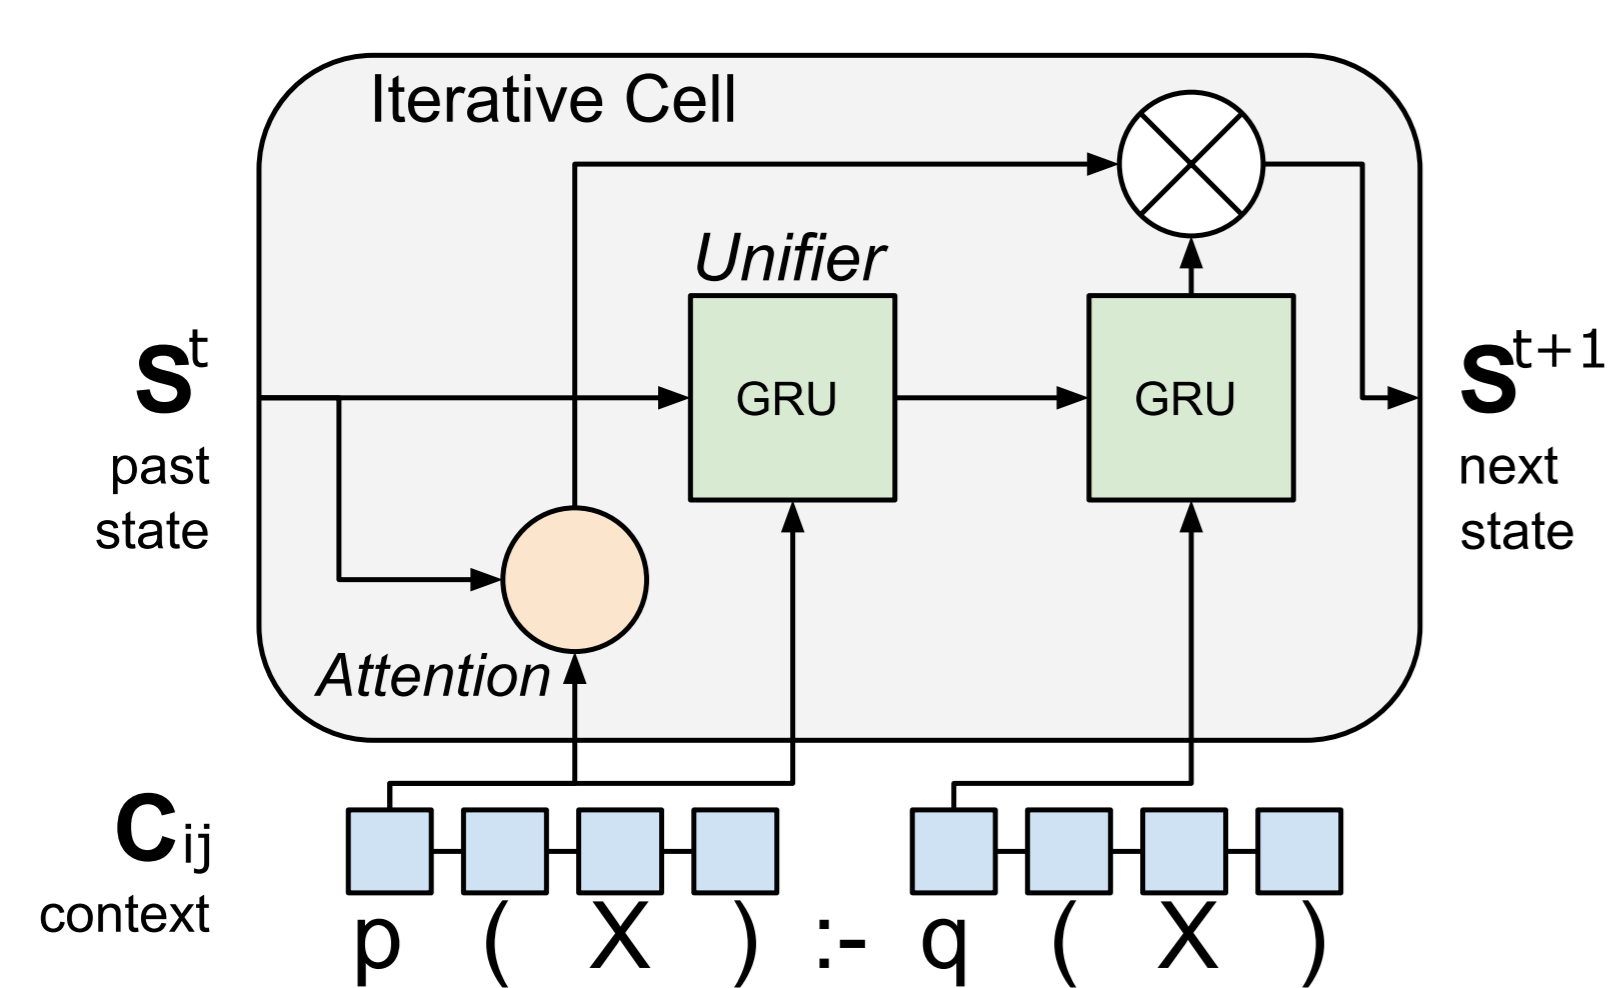 Iterative Cell
Unifier
GRU
GRU
S^t
past
state
S^t+1
next
state
Attention
C_ij
context
p ( X ) :- q ( X )